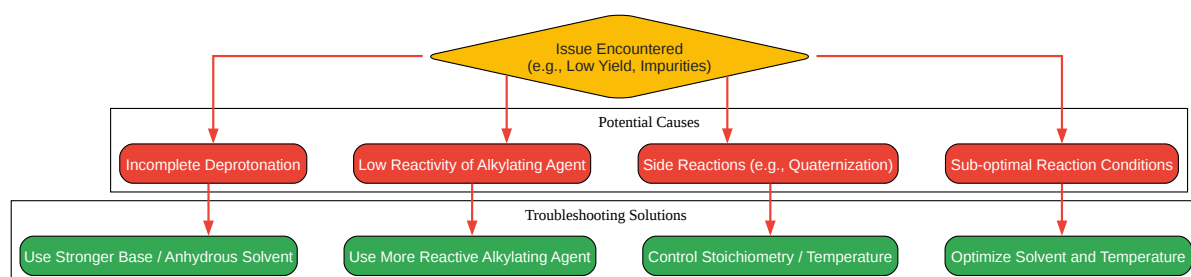 Issue Encountered
(e.g., Low Yield, Impurities)
Potential Causes
Incomplete Deprotonation
Low Reactivity of Alkylating Agent
Side Reactions (e.g., Quaternization)
Sub-optimal Reaction Conditions
Troubleshooting Solutions
Use Stronger Base / Anhydrous Solvent
Use More Reactive Alkylating Agent
Control Stoichiometry / Temperature
Optimize Solvent and Temperature